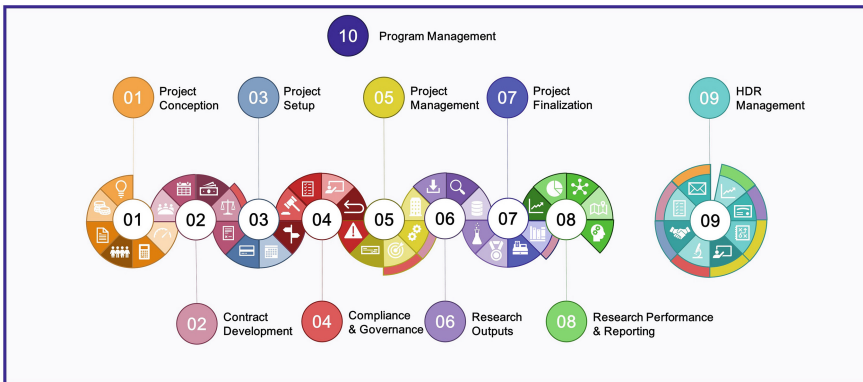 10 Program Management
01 Project
Conception
03 Project
Setup
05 Project
Management
07 Project
Finalization
09 HDR
Management
01 02 03 04 05 06 07 08 09
02 Contract
Development
04 Compliance
& Governance
06 Research
Outputs
08 Research Performance
& Reporting